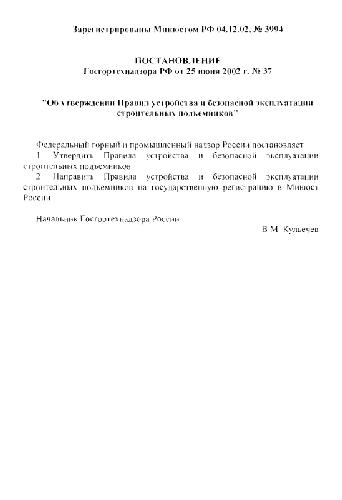 Зарегистрированы Минюстом РФ 04.12.02, № 3994
ПОСТАНОВЛЕНИЕ
Госгортехнадзора РФ от 25 июня 2002 г. № 37
"Об утверждении Правил устройства и безопасной эксплуатации
строительных подъемников"
Федеральный горный и промышленный надзор России постановляет
1 Утвердить Правила устройства и безопасной эксплуатации
строительных подъемников
2 Направить Правила устройства и безопасной эксплуатации
строительных подъемников на государственную регистрацию в Минюст
России
Начальник Госгортехнадзора России
В.М. Кульечев